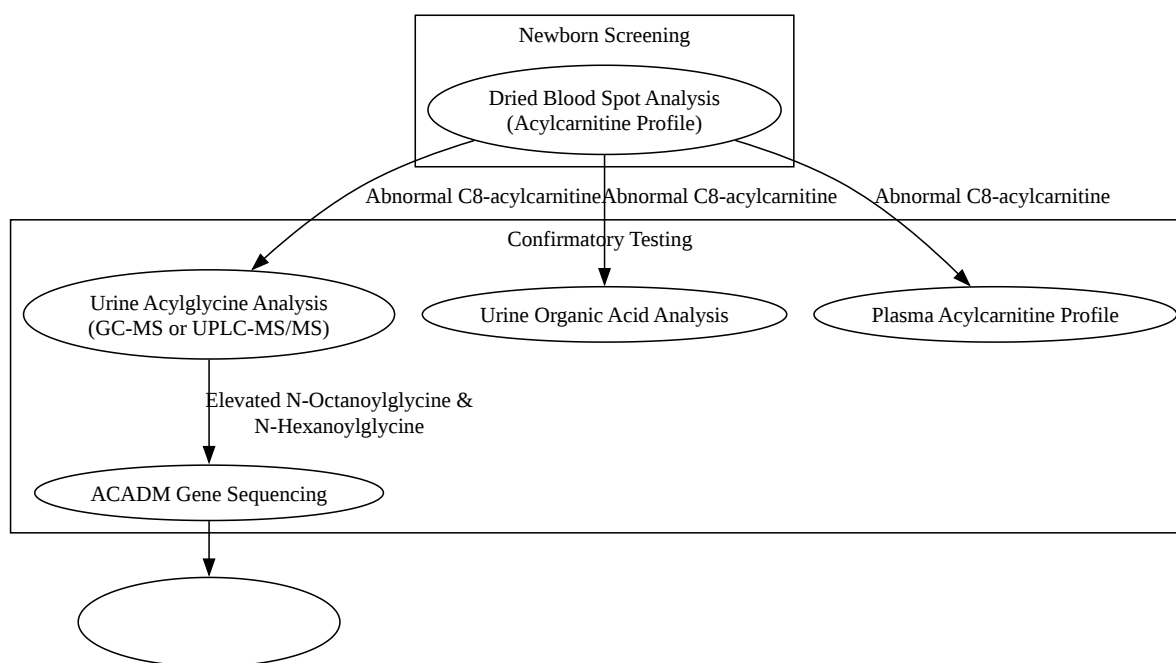 Newborn Screening
Dried Blood Spot Analysis
(Acylcarnitine Profile)
Abnormal C8-acylcarnitine
Abnormal C8-acylcarnitine
Abnormal C8-acylcarnitine
Confirmatory Testing
Urine Acylglycine Analysis
(GC-MS or UPLC-MS/MS)
Urine Organic Acid Analysis
Plasma Acylcarnitine Profile
Elevated N-Octanoylglycine &
N-Hexanoylglycine
ACADM Gene Sequencing